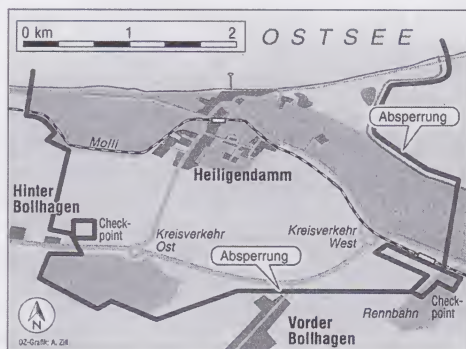 0 km 1 2
OSTSEE
Absperrung
Molli
Heiligendamm
Hinter
Bollhagen
Check-
point
Kreisverkehr
Ost
Absperrung
Kreisverkehr
West
Rennbahn
Check-
point
Vorder
Bollhagen
N
OZ-Grafik: A. Zill